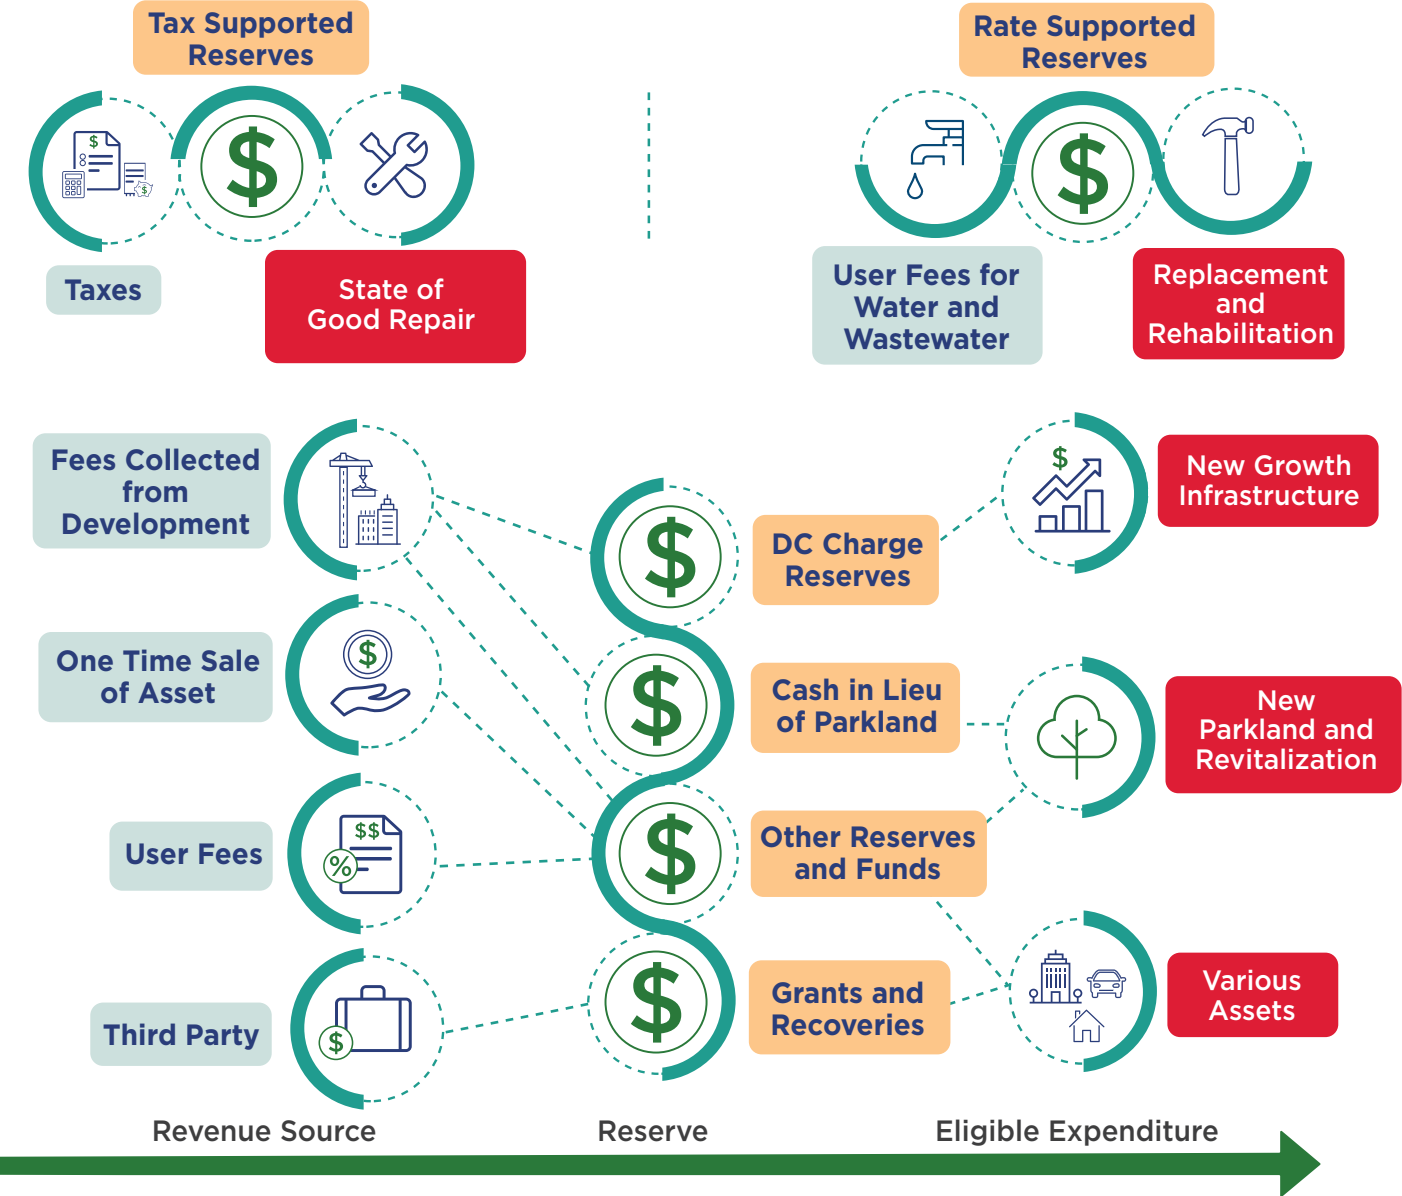 Tax Supported
Reserves
Rate Supported
Reserves
$
$
$
$
Taxes
State of
Good Repair
User Fees for
Water and
Wastewater
Replacement
and
Rehabilitation
Fees Collected
from
Development
$
DC Charge
Reserves
$
New Growth
Infrastructure
One Time Sale
of Asset
$
$
Cash in Lieu
of Parkland
New
Parkland and
Revitalization
User Fees
$$
%
$
Other Reserves
and Funds
Third Party
$
$
Grants and
Recoveries
Various
Assets
Revenue Source
Reserve
Eligible Expenditure